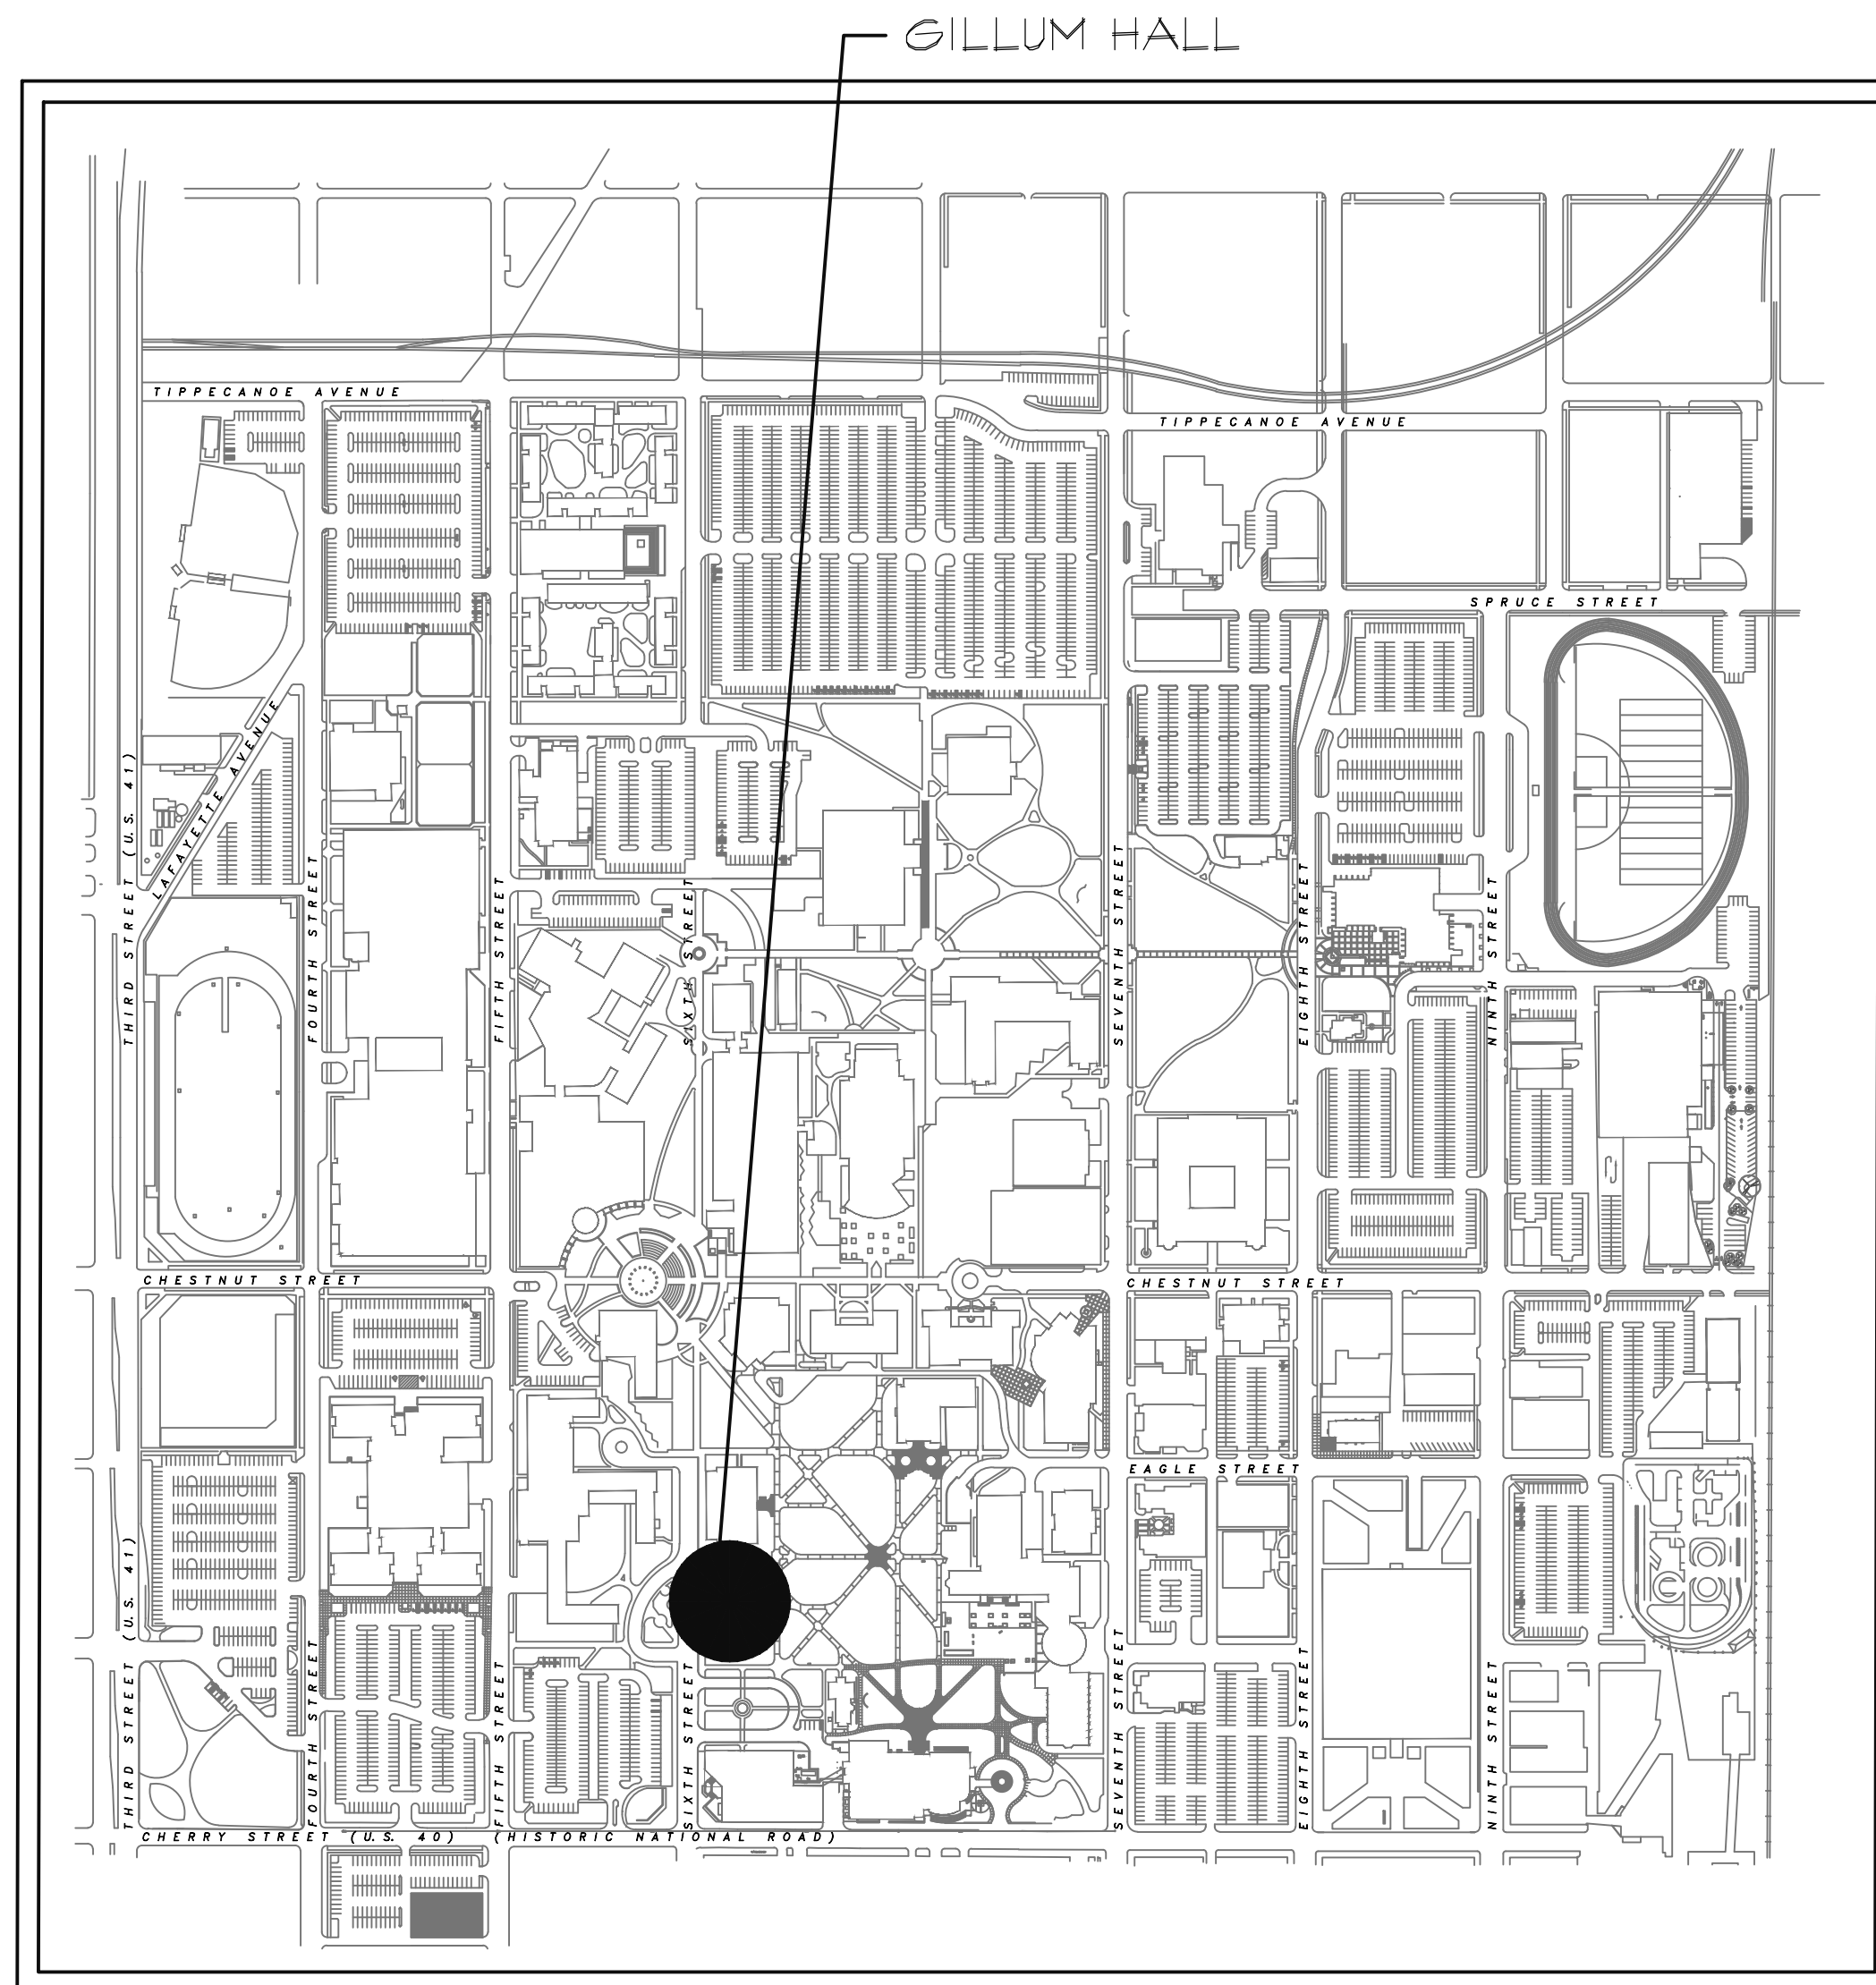 GILLUM HALL
TIPPECANOE AVENUE
TIPPECANOE AVENUE
SPRUCE STREET
LAFAYETTE AVENUE
THIRD STREET (U.S. 41)
FOURTH STREET
FIFTH STREET
SIXTH STREET
SEVENTH STREET
EIGHTH STREET
NINTH STREET
CHESTNUT STREET
CHESTNUT STREET
EAGLE STREET
THIRD STREET (U.S. 41)
FOURTH STREET
FIFTH STREET
SIXTH STREET
SEVENTH STREET
EIGHTH STREET
NINTH STREET
CHERRY STREET (U.S. 40) (HISTORIC NATIONAL ROAD)